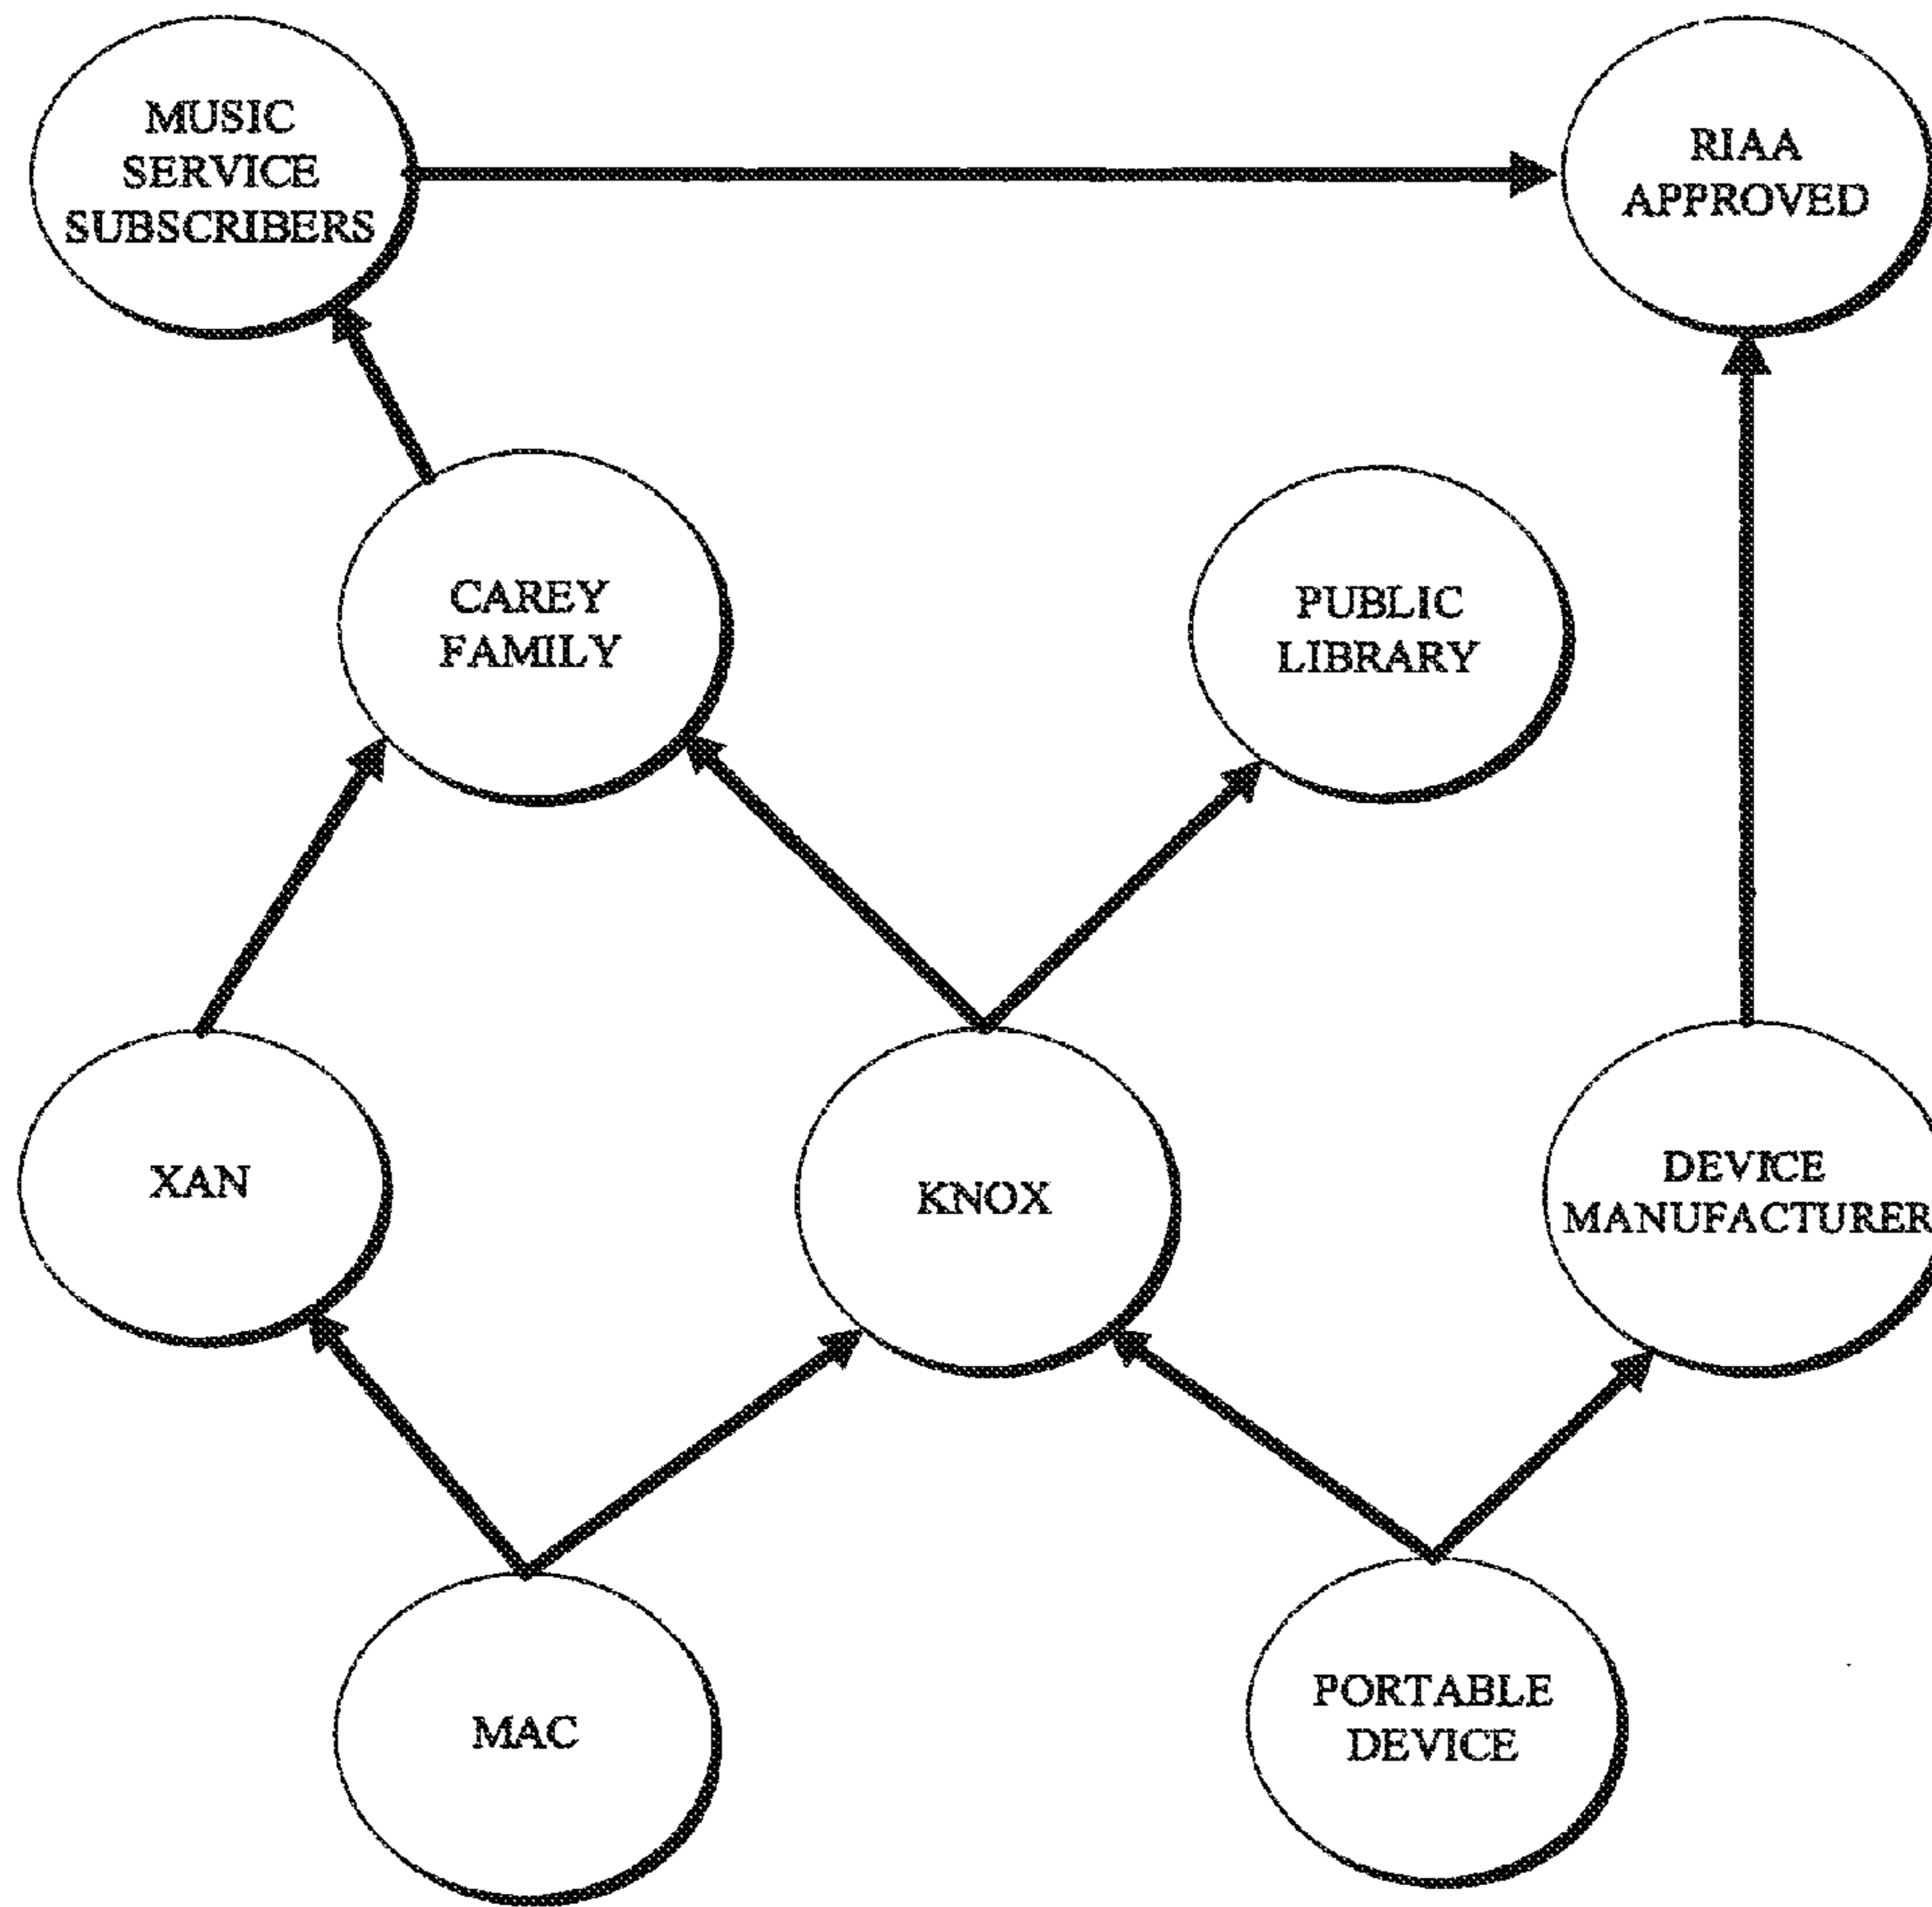 MUSIC
SERVICE
SUBSCRIBERS
RIAA
APPROVED
CAREY
FAMILY
PUBLIC
LIBRARY
XAN
KNOX
DEVICE
MANUFACTURER
MAC
PORTABLE
DEVICE